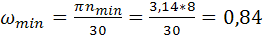 ω_min = πn_min/30 = 3,14*8/30 = 0,84